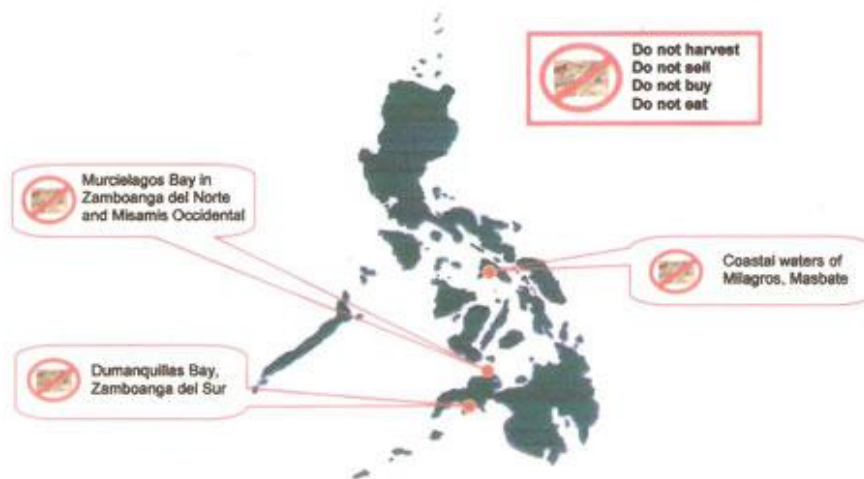 Do not harvest
Do not sell
Do not buy
Do not eat
Murcielagos Bay in
Zamboanga del Norte
and Misamis Occidental
Coastal waters of
Milagros, Masbate
Dumanquillas Bay,
Zamboanga del Sur